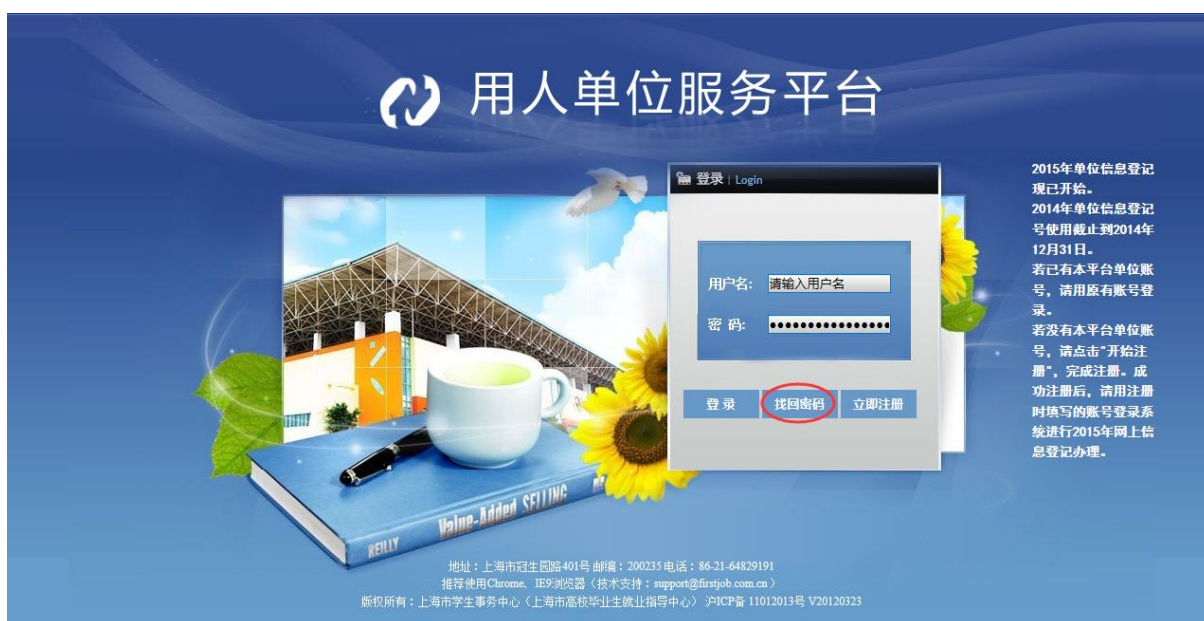 用人单位服务平台
登录 | Login
用户名: 请输入用户名
密 码: ●●●●●●●●●●●●●●●●
登 录 找回密码 立即注册
2015年单位信息登记
现已开始。
2014年单位信息登记
号使用截止到2014年
12月31日。
若已有本平台单位账
号，请用原有账号登
录。
若没有本平台单位账
号，请点击"开始注
册"，完成注册。成
功注册后，请用注册
时填写的账号登录系
统进行2015年网上信
息登记办理。
Value-Added SELLING
REILLY
地址：上海市冠生园路401号 邮编：200235 电话：86-21-64829191
推荐使用Chrome、IE9浏览器（技术支持：support@firstjob.com.cn）
版权所有：上海市学生事务中心（上海市高校毕业生就业指导中心） 沪ICP备 11012013号 V20120323